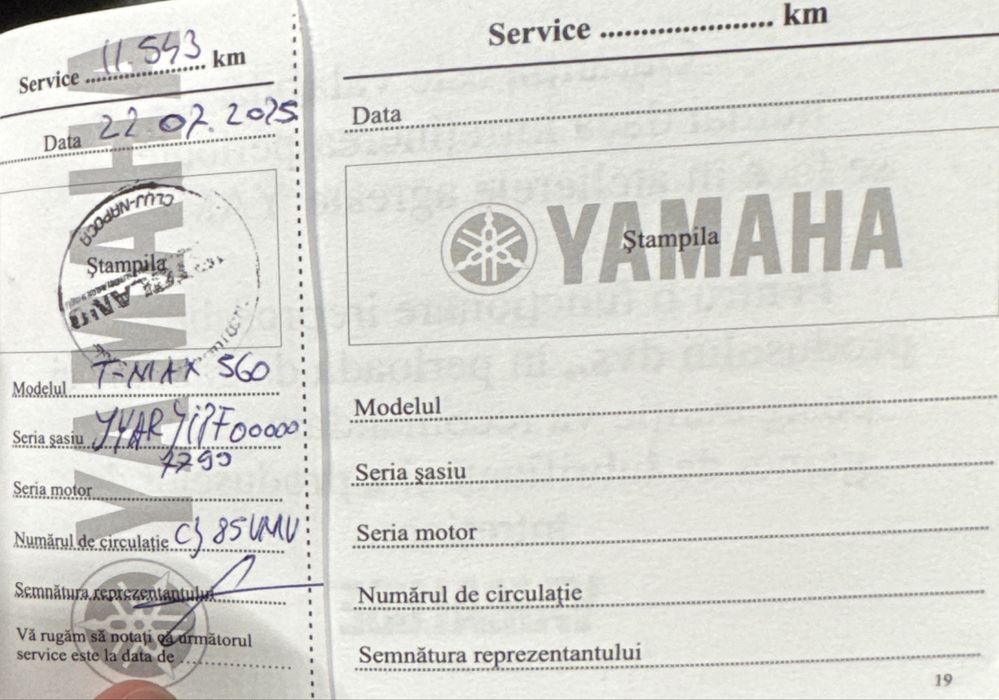 Service 11.543 km
Data 22 07. 2025
CLUJ-NAPOCA
Ştampila
YAMAHA
Modelul T-MAX 560
Seria şasiu
7799
Seria motor
Numărul de circulaţie CJ 85VMV
Semnătura reprezentantului
Vă rugăm să notaţi că următorul
service este la data de
Service .................... km
Data
YAMAHA
Ştampila
Modelul
Seria şasiu
Seria motor
Numărul de circulaţie
Semnătura reprezentantului
19